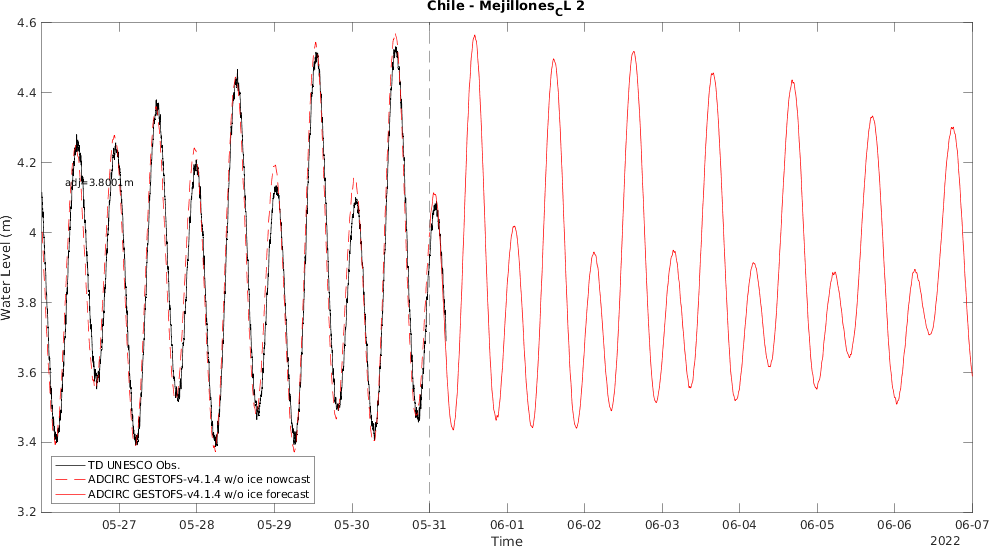 Chile - Mejillones_CL 2
Water Level (m)
4.6
4.4
4.2
4
3.8
3.6
3.4
3.2
adj=3.8001m
TD UNESCO Obs.
ADCIRC GESTOFS-v4.1.4 w/o ice nowcast
ADCIRC GESTOFS-v4.1.4 w/o ice forecast
05-27 05-28 05-29 05-30 05-31 06-01 06-02 06-03 06-04 06-05 06-06 06-07
Time
2022